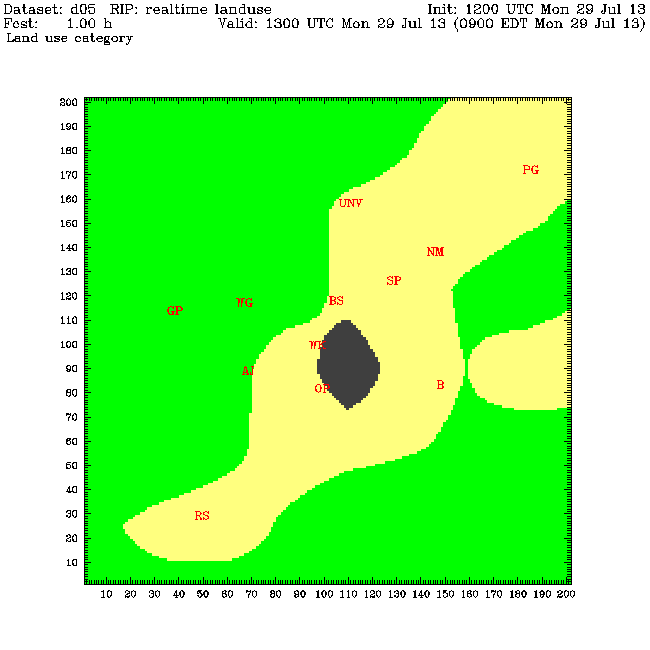 Dataset: d05 RIP: realtime landuse Init: 1200 UTC Mon 29 Jul 13
Fcst: 1.00 h Valid: 1300 UTC Mon 29 Jul 13 (0900 EDT Mon 29 Jul 13)
Land use category
200
190
PG
180
170
160
UNV
150
140
NM
130
SP
120
GP WG BS
110
100
90
AJ
80
B
70
60
50
40
30
RS
20
10
10 20 30 40 50 60 70 80 90 100 110 120 130 140 150 160 170 180 190 200